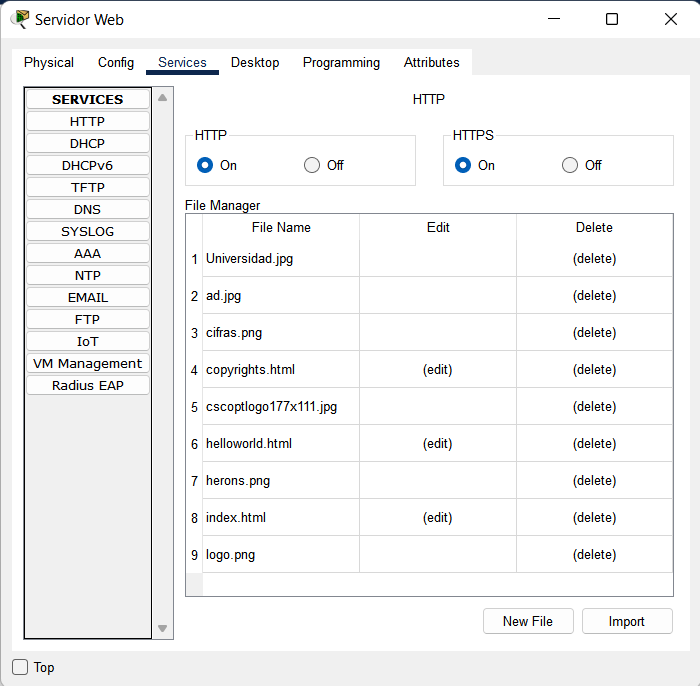 Servidor Web
Physical Config Services Desktop Programming Attributes
SERVICES
HTTP
DHCP
DHCPv6
TFTP
DNS
SYSLOG
AAA
NTP
EMAIL
FTP
IoT
VM Management
Radius EAP
HTTP
HTTP
On Off
HTTPS
On Off
File Manager
File Name Edit Delete
1 Universidad.jpg (delete)
2 ad.jpg (delete)
3 cifras.png (delete)
4 copyrights.html (edit) (delete)
5 cscoptlogo177x111.jpg (delete)
6 helloworld.html (edit) (delete)
7 herons.png (delete)
8 index.html (edit) (delete)
9 logo.png (delete)
New File Import
Top